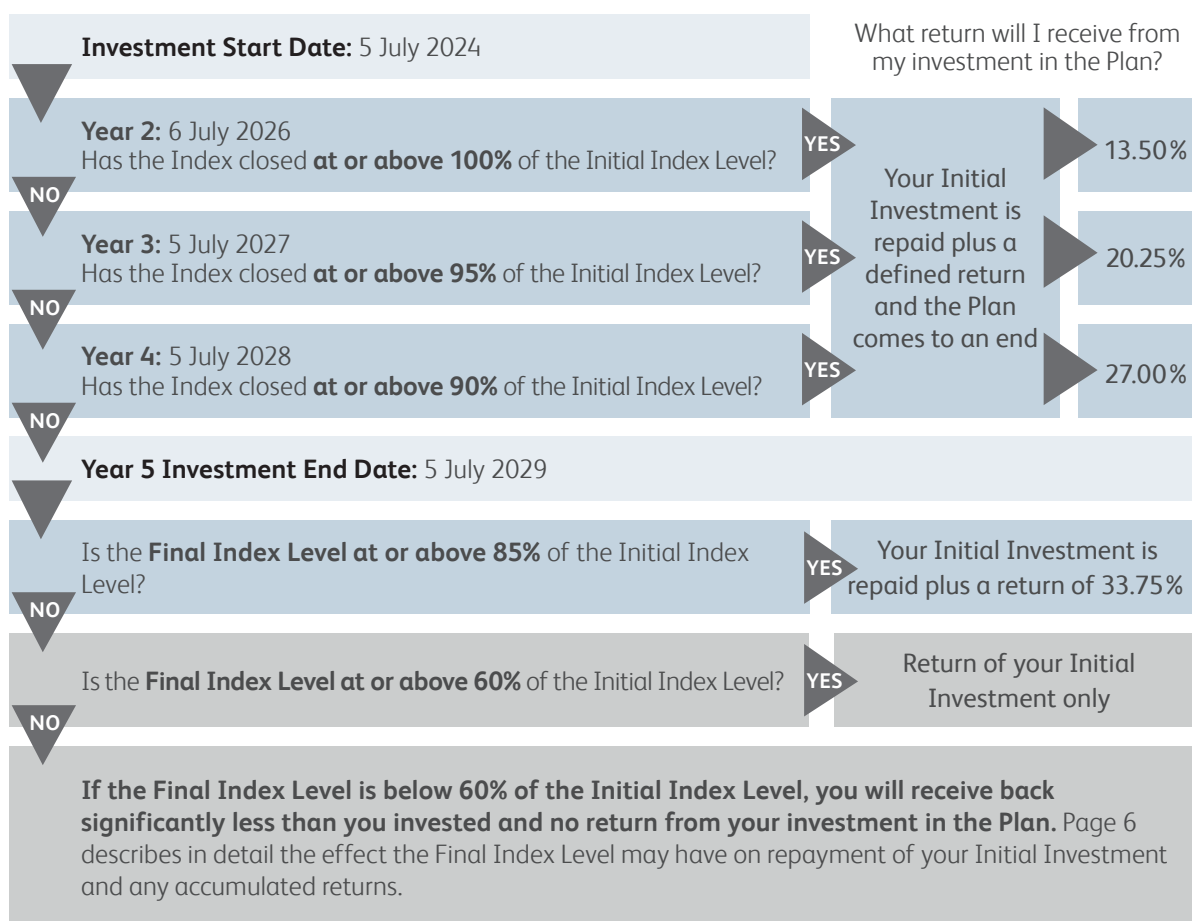 Investment Start Date: 5 July 2024
What return will I receive from
my investment in the Plan?
Year 2: 6 July 2026
Has the Index closed at or above 100% of the Initial Index Level?
YES
13.50%
NO
Year 3: 5 July 2027
Has the Index closed at or above 95% of the Initial Index Level?
YES
20.25%
NO
Year 4: 5 July 2028
Has the Index closed at or above 90% of the Initial Index Level?
YES
27.00%
Your Initial
Investment is
repaid plus a
defined return
and the Plan
comes to an end
NO
Year 5 Investment End Date: 5 July 2029
Is the Final Index Level at or above 85% of the Initial Index
Level?
YES
Your Initial Investment is
repaid plus a return of 33.75%
NO
Is the Final Index Level at or above 60% of the Initial Index Level?
YES
Return of your Initial
Investment only
NO
If the Final Index Level is below 60% of the Initial Index Level, you will receive back
significantly less than you invested and no return from your investment in the Plan. Page 6
describes in detail the effect the Final Index Level may have on repayment of your Initial Investment
and any accumulated returns.